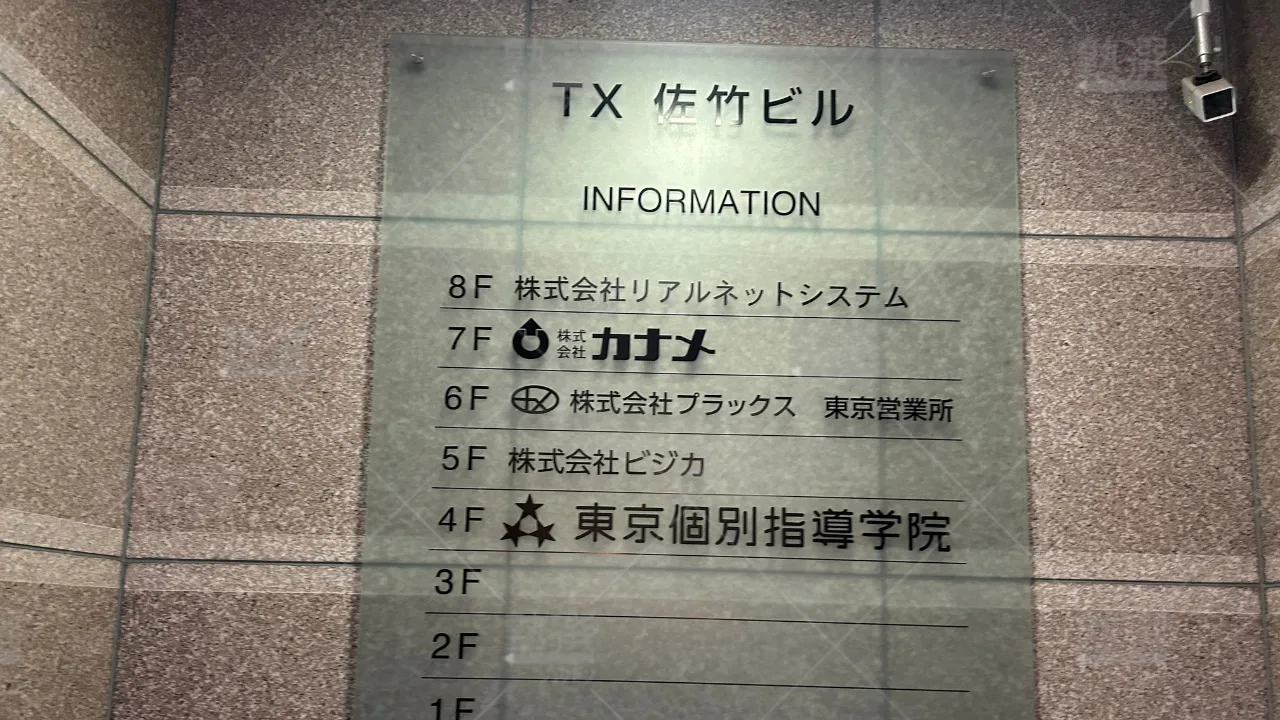 TX 佐竹ビル
INFORMATION
8F 株式会社リアルネットシステム
7F 株式会社 カナメ
6F 株式会社プラックス 東京営業所
5F 株式会社ビジカ
4F 東京個別指導学院
3F
2F
1F